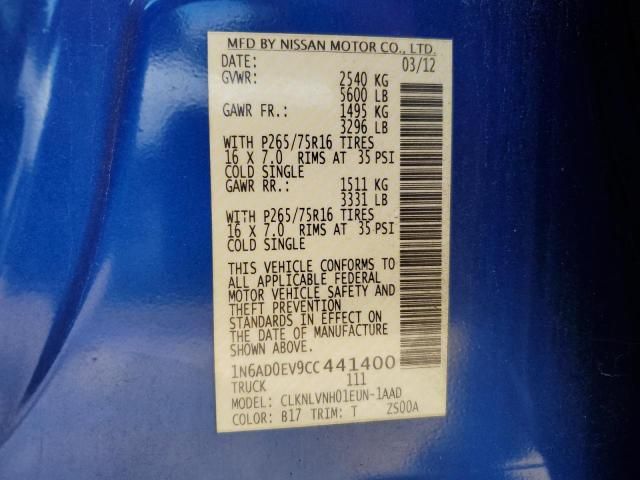 MFD BY NISSAN MOTOR CO., LTD.
DATE: 03/12
GVWR: 2540 KG
5600 LB
GAWR FR.: 1495 KG
3296 LB
WITH P265/75R16 TIRES
16 X 7.0 RIMS AT 35 PSI
COLD SINGLE
GAWR RR.: 1511 KG
3331 LB
WITH P265/75R16 TIRES
16 X 7.0 RIMS AT 35 PSI
COLD SINGLE
THIS VEHICLE CONFORMS TO
ALL APPLICABLE FEDERAL
MOTOR VEHICLE SAFETY AND
THEFT PREVENTION
STANDARDS IN EFFECT ON
THE DATE OF MANUFACTURE
SHOWN ABOVE.
1N6AD0EV9CC441400
TRUCK 111
MODEL: CLKNLVNH01EUN-1AAD
COLOR: B17 TRIM: T ZS00A